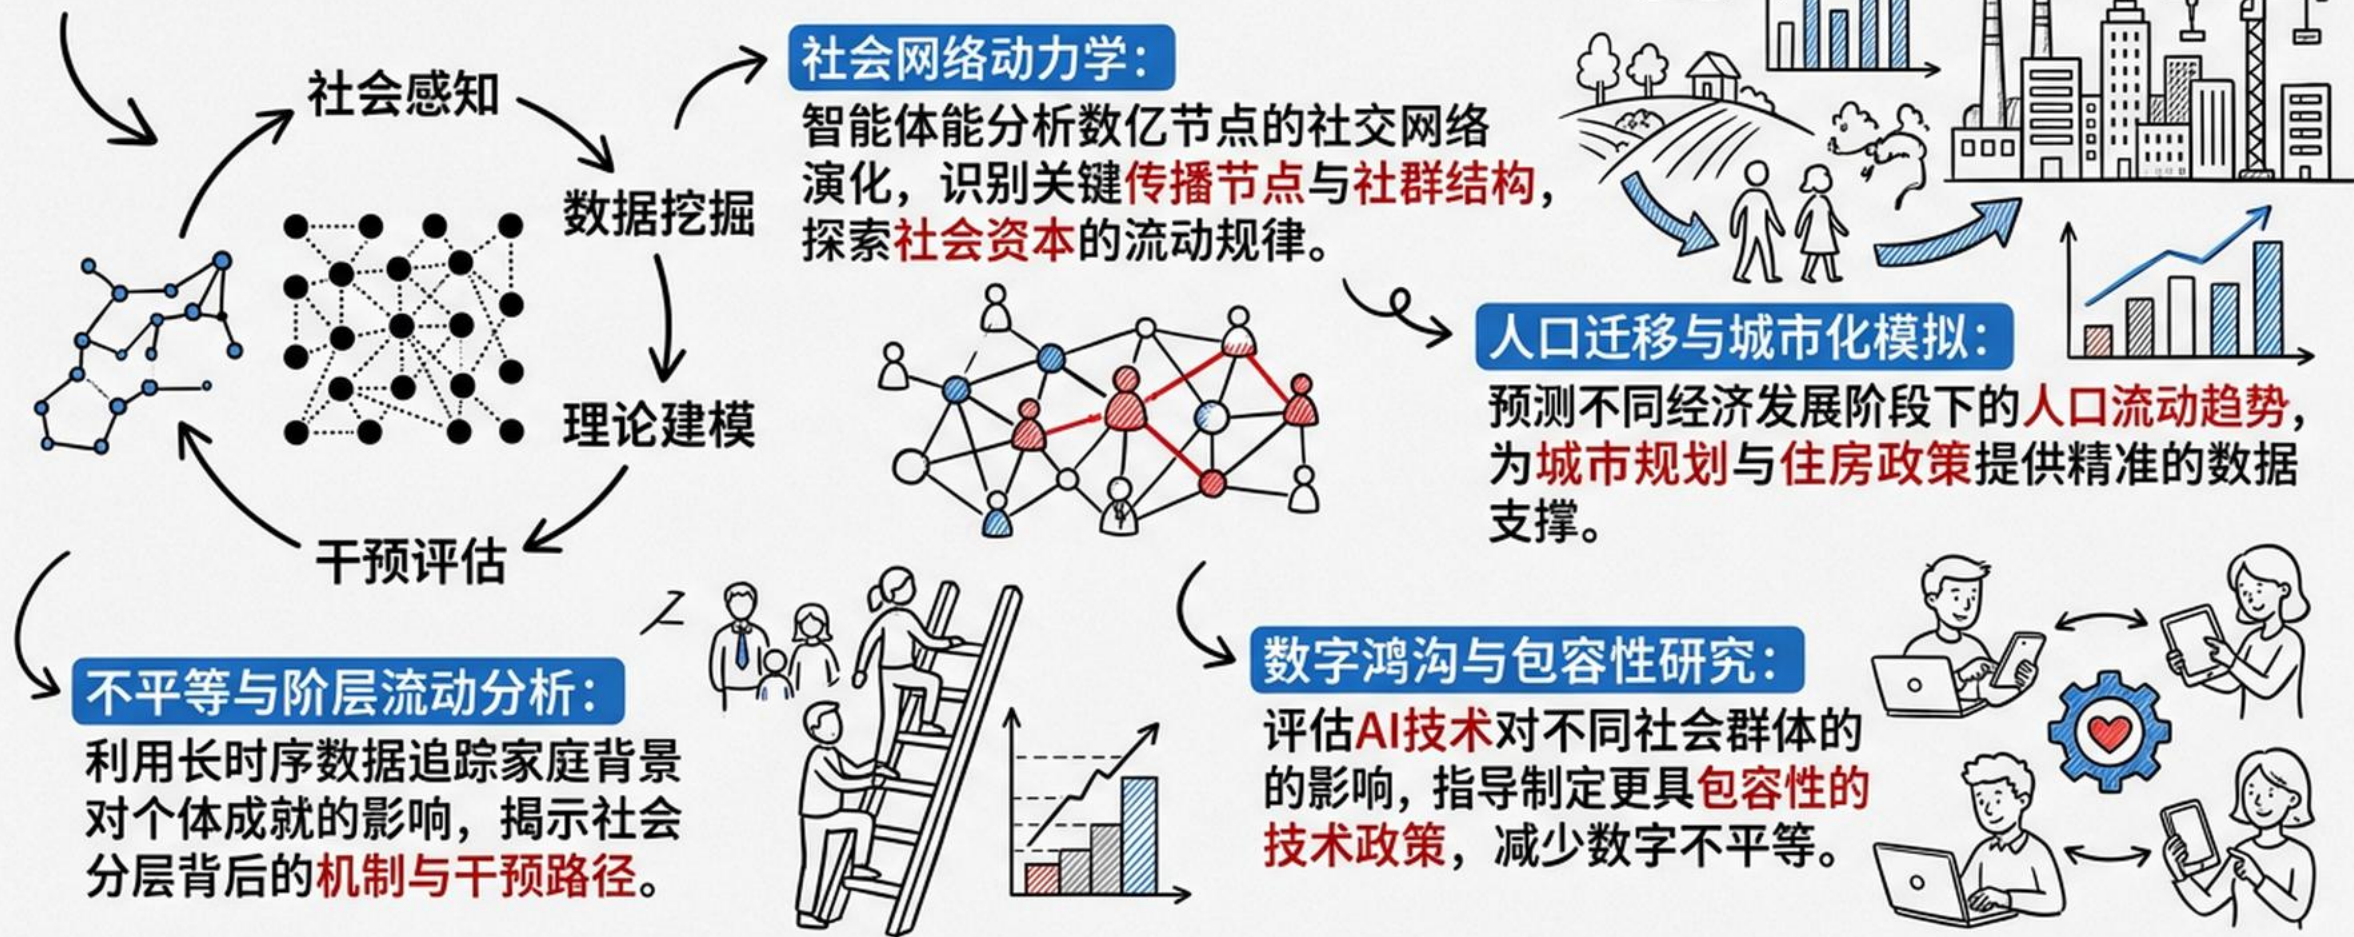 社会感知
数据挖掘
理论建模
干预评估
社会网络动力学：
智能体能分析数亿节点的社交网络
演化，识别关键传播节点与社群结构，
探索社会资本的流动规律。
人口迁移与城市化模拟：
预测不同经济发展阶段下的人口流动趋势，
为城市规划与住房政策提供精准的数据
支撑。
不平等与阶层流动分析：
利用长时序数据追踪家庭背景
对个体成就的影响，揭示社会
分层背后的机制与干预路径。
数字鸿沟与包容性研究：
评估AI技术对不同社会群体的
的影响，指导制定更具包容性的
技术政策，减少数字不平等。